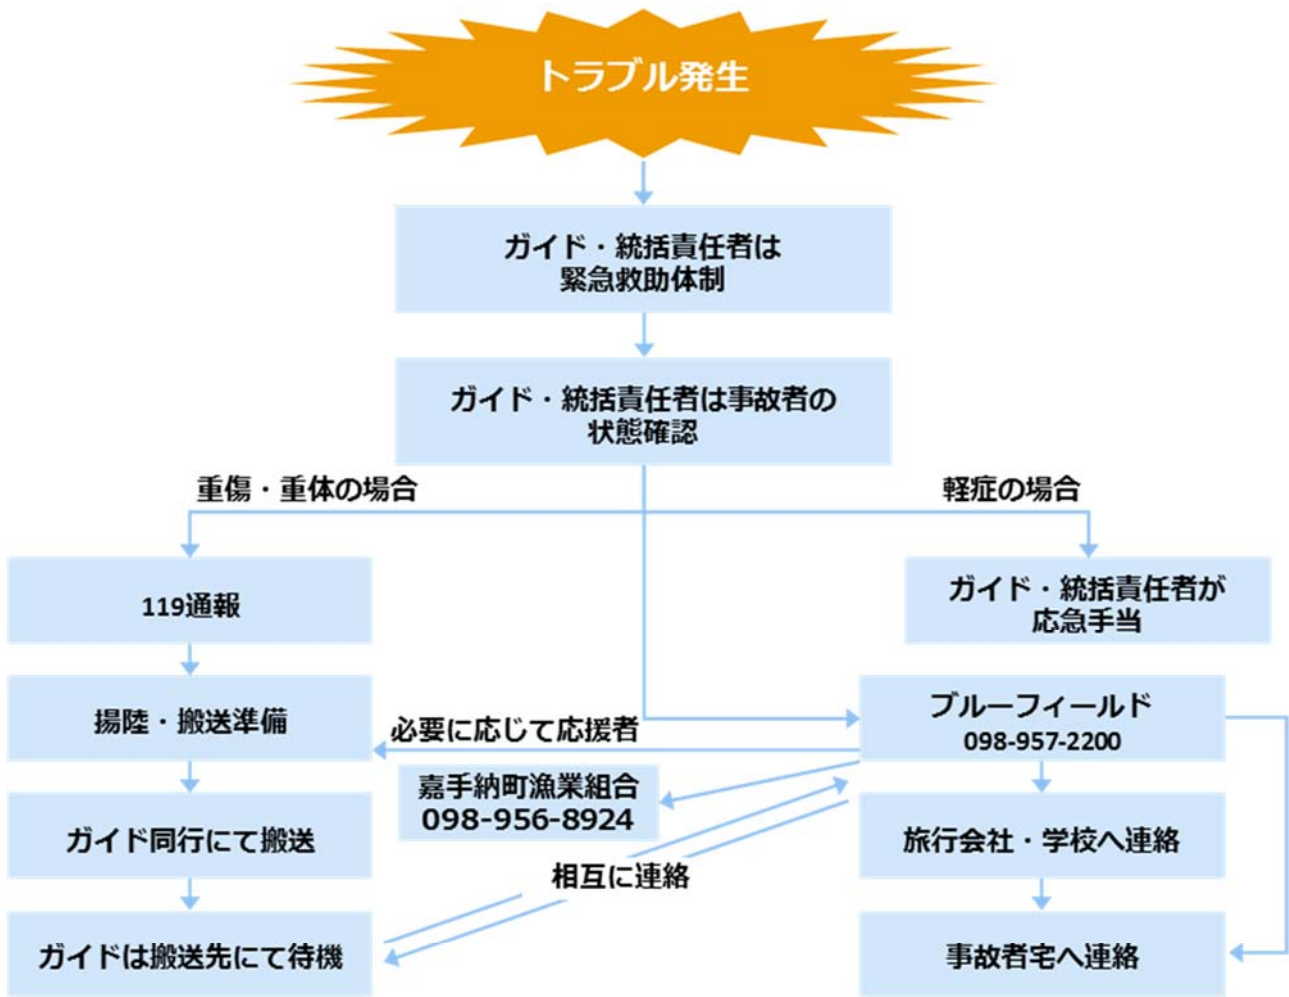 トラブル発生
ガイド・統括責任者は
緊急救助体制
ガイド・統括責任者は事故者の
状態確認
重傷・重体の場合
軽症の場合
119通報
ガイド・統括責任者が
応急手当
揚陸・搬送準備
必要に応じて応援者
ブルーフィールド
098-957-2200
嘉手納町漁業組合
098-956-8924
ガイド同行にて搬送
旅行会社・学校へ連絡
相互に連絡
ガイドは搬送先にて待機
事故者宅へ連絡